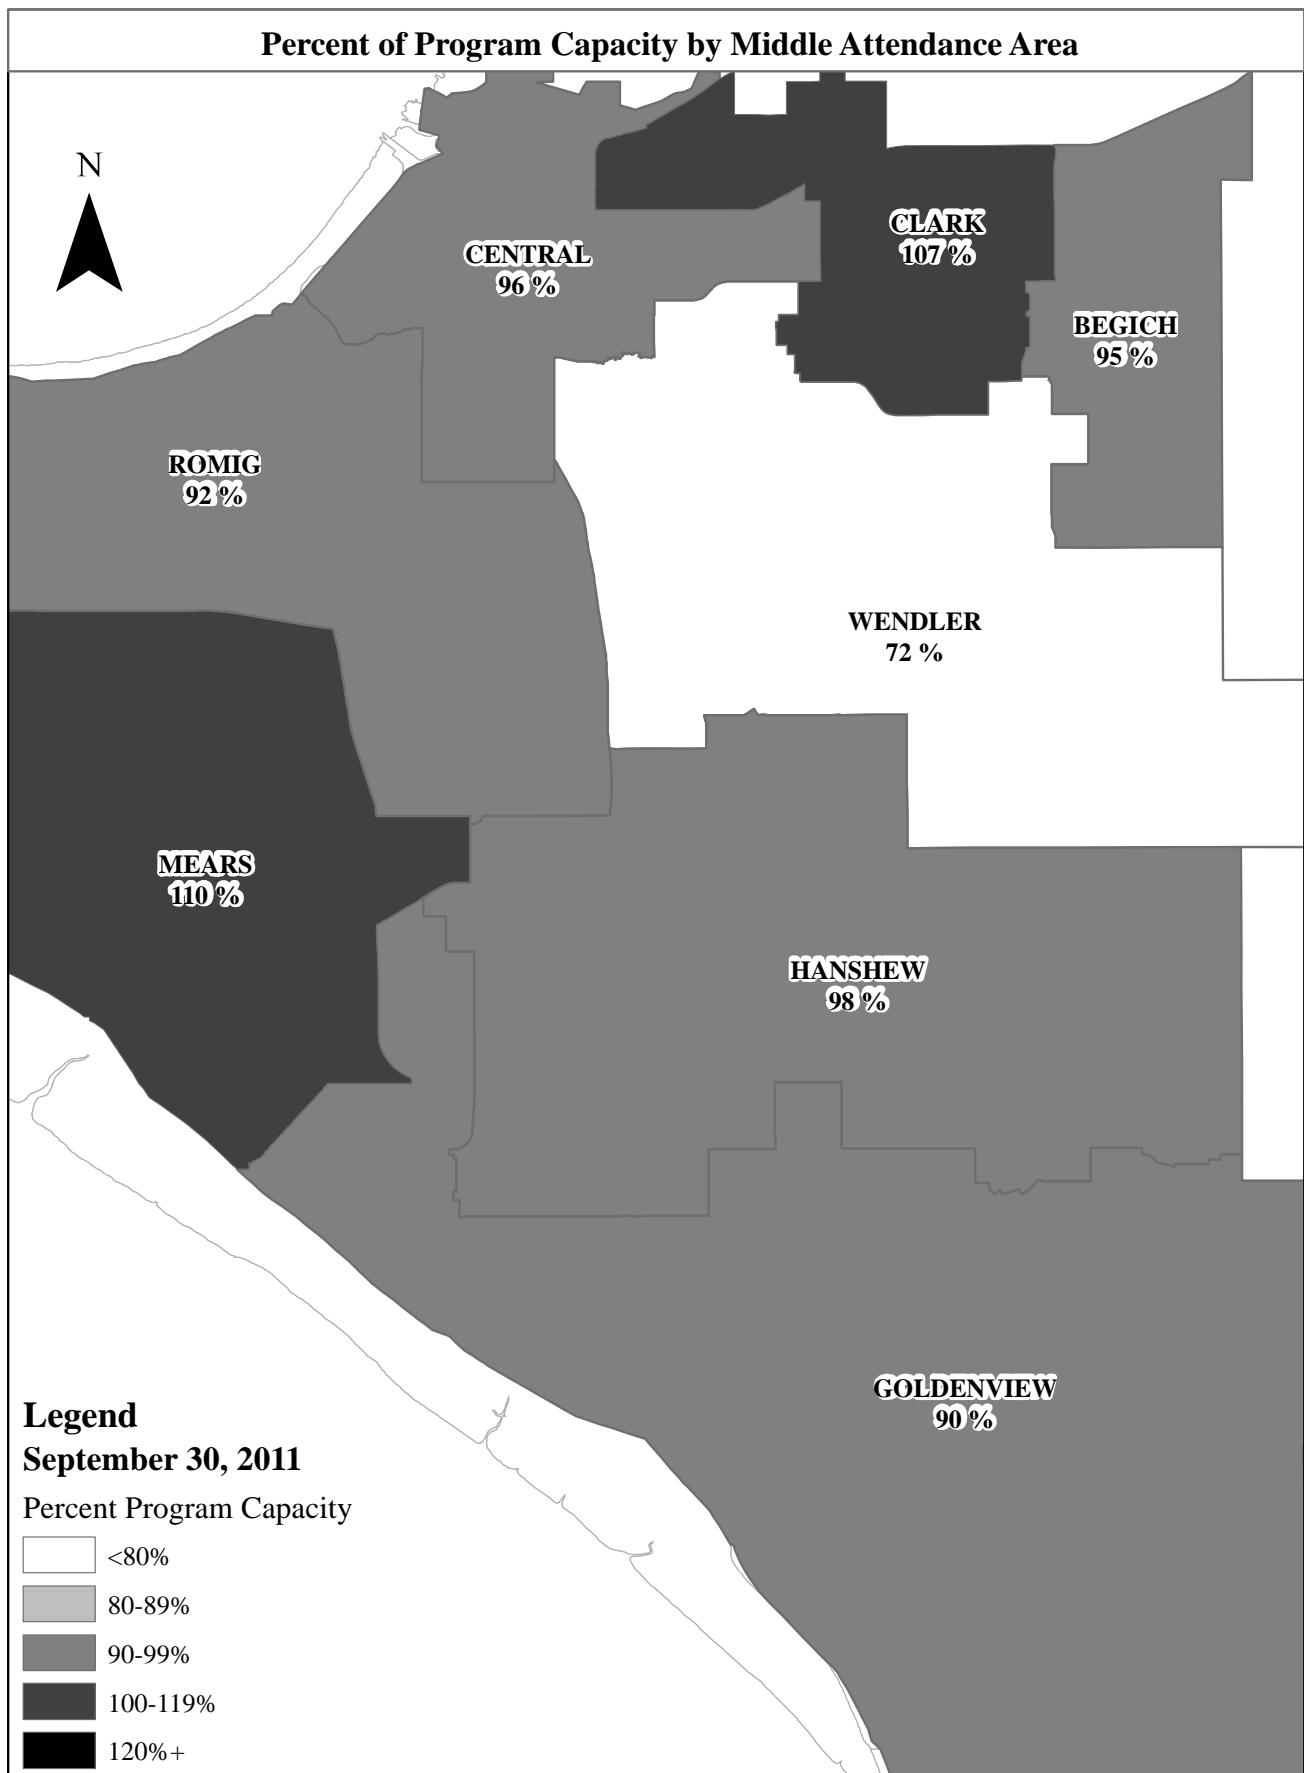 Percent of Program Capacity by Middle Attendance Area
N
CLARK
107 %
CENTRAL
96 %
BEGICH
95 %
ROMIG
92 %
WENDLER
72 %
MEARS
110 %
HANSHEW
98 %
GOLDENVIEW
90 %
Legend
September 30, 2011
Percent Program Capacity
<80%
80-89%
90-99%
100-119%
120%+